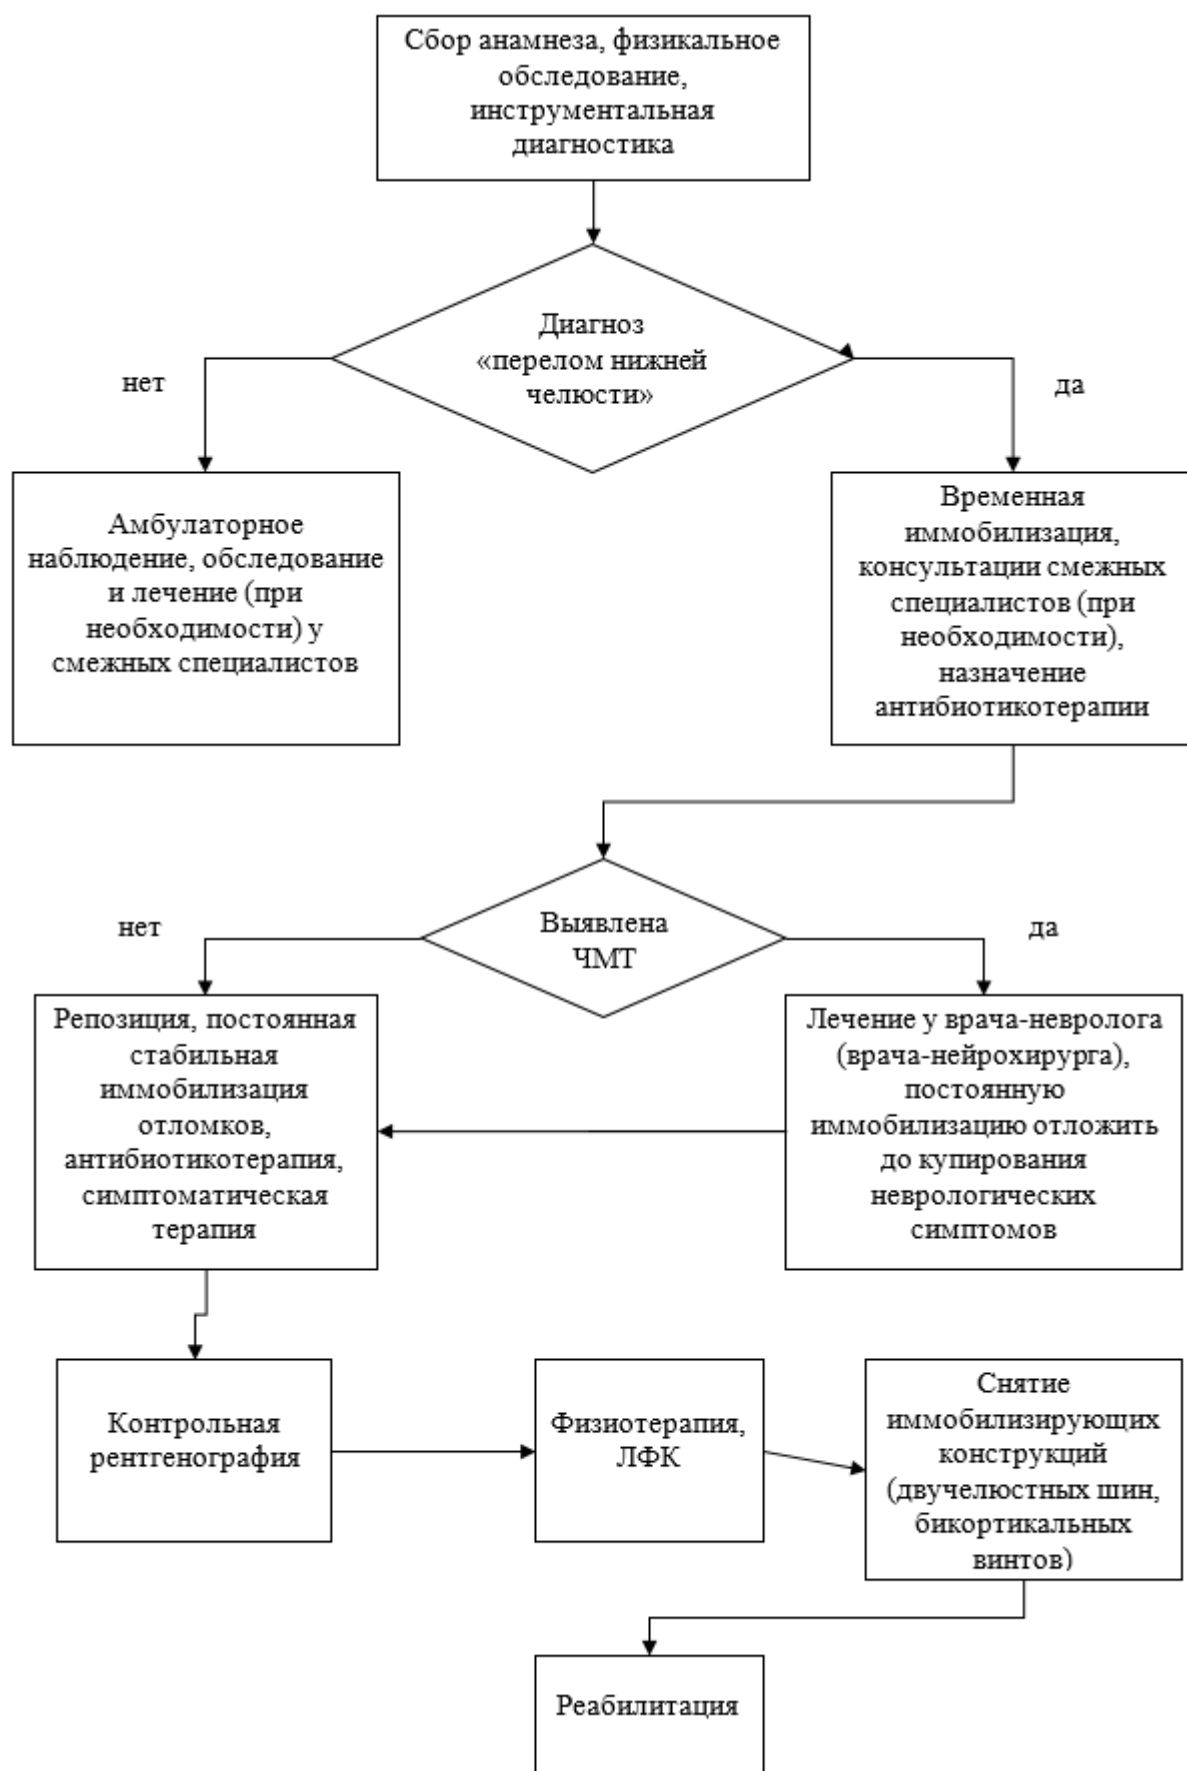 Сбор анамнеза, физикальное
обследование,
инструментальная
диагностика
Диагноз
«перелом нижней
челюсти»
нет
да
Амбулаторное
наблюдение, обследование
и лечение (при
необходимости) у
смежных специалистов
Временная
иммобилизация,
консультации смежных
специалистов (при
необходимости),
назначение
антибиотикотерапии
Выявлена
ЧМТ
нет
да
Репозиция, постоянная
стабильная
иммобилизация
отломков,
антибиотикотерапия,
симптоматическая
терапия
Лечение у врача-невролога
(врача-нейрохирурга),
постоянную
иммобилизацию отложить
до купирования
неврологических
симптомов
Контрольная
рентгенография
Физиотерапия,
ЛФК
Снятие
иммобилизирующих
конструкций
(двучелюстных шин,
бикортикальных
винтов)
Реабилитация